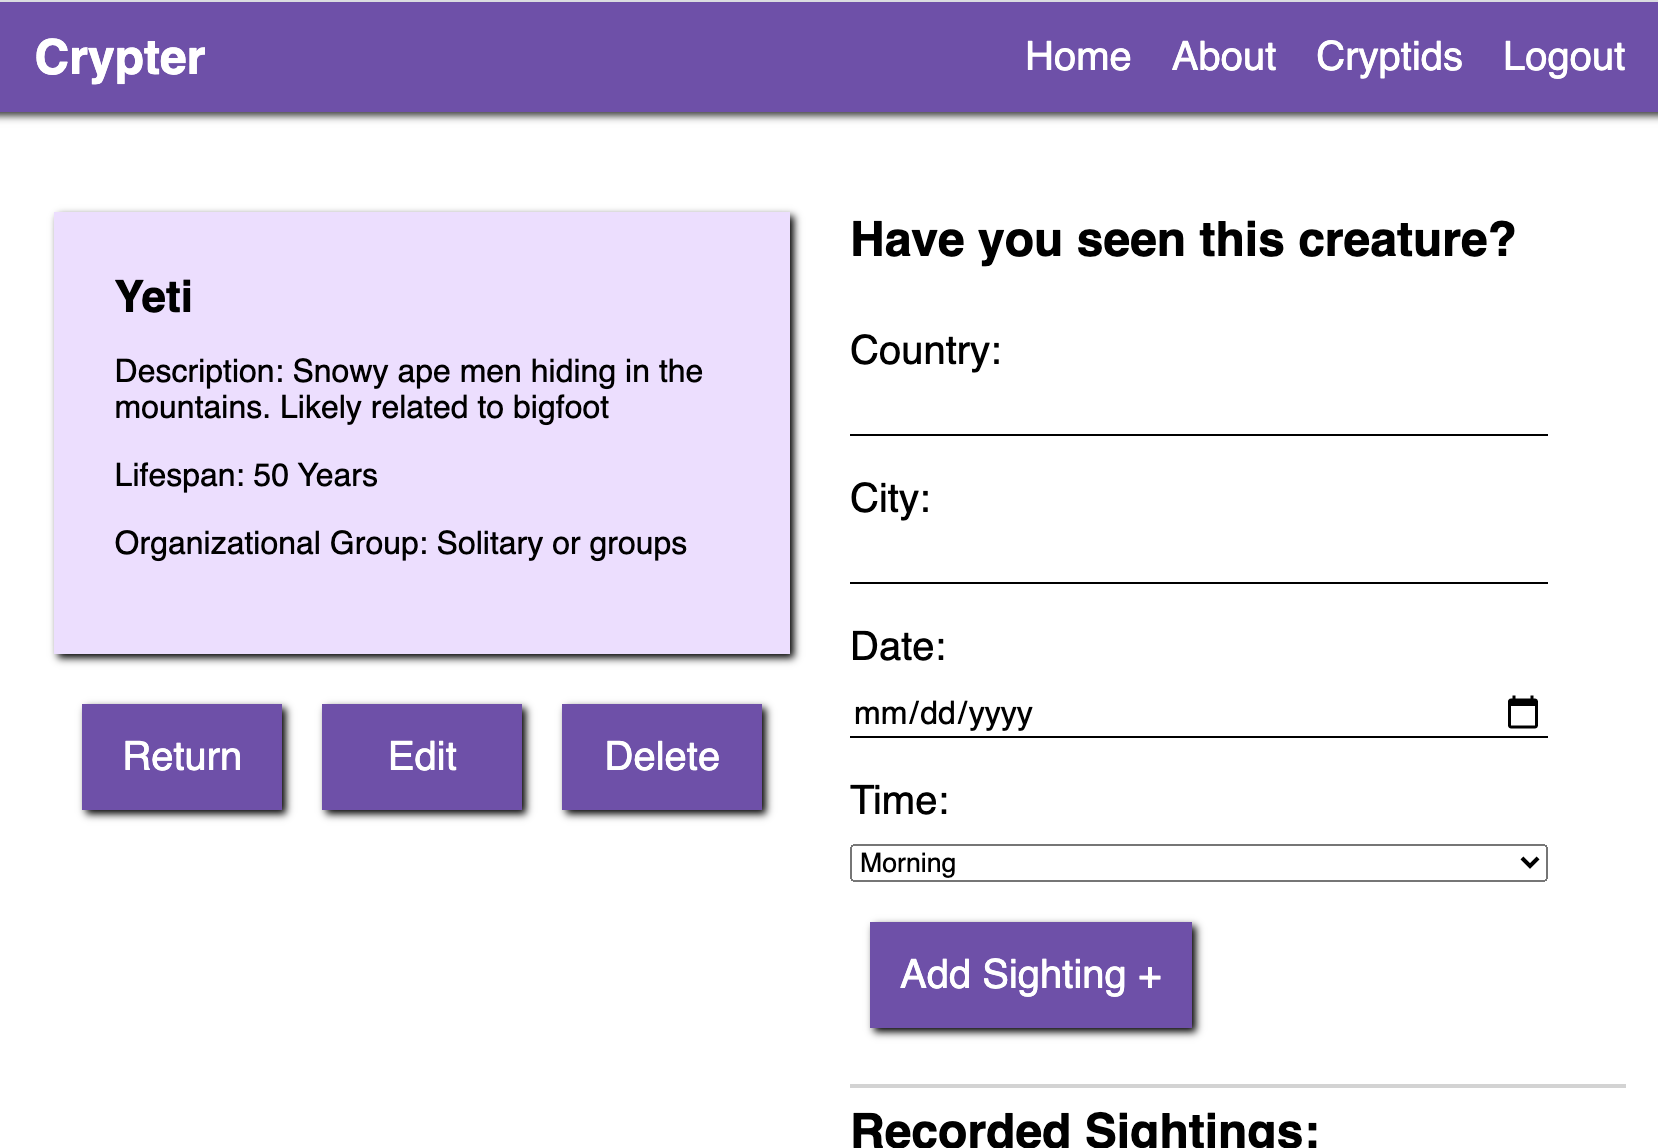 Crypter
Home About Cryptids Logout
Yeti
Description: Snowy ape men hiding in the
mountains. Likely related to bigfoot
Lifespan: 50 Years
Organizational Group: Solitary or groups
Return Edit Delete
Have you seen this creature?
Country:
City:
Date:
mm/dd/yyyy
Time:
Morning
Add Sighting +
Recorded Sightings: